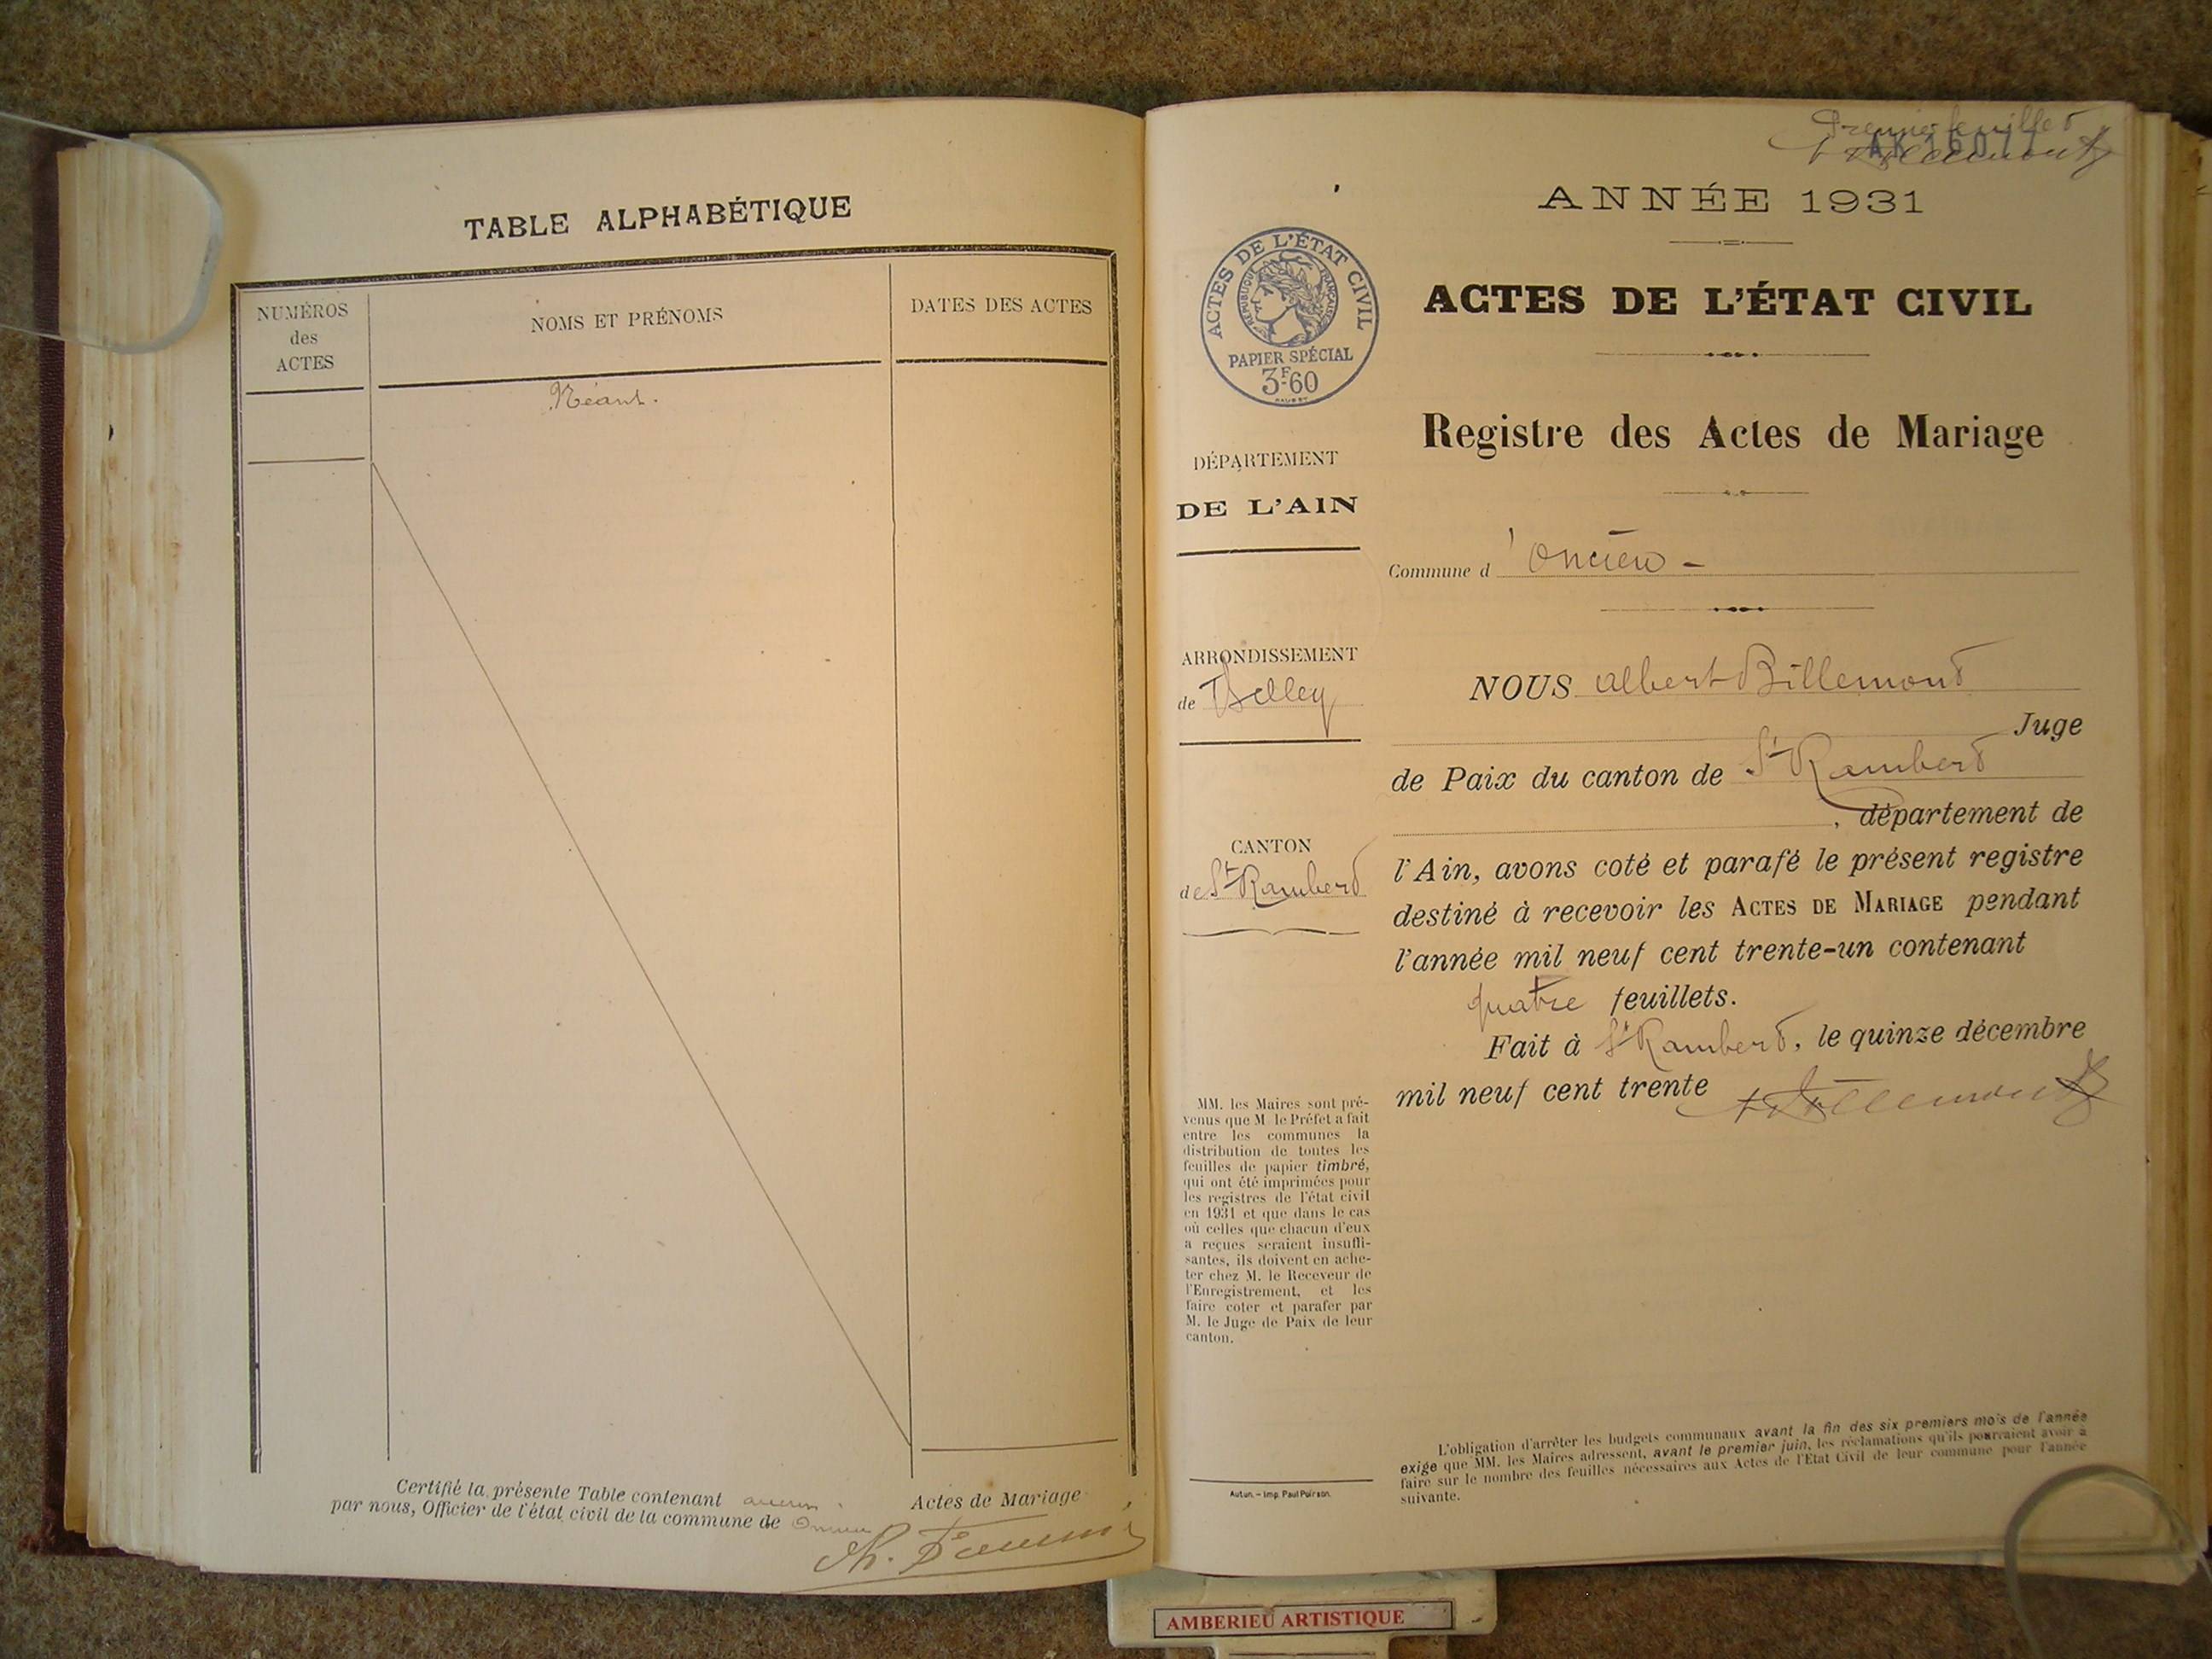 TABLE ALPHABÉTIQUE
NUMÉROS
des
ACTES
NOMS ET PRÉNOMS
DATES DES ACTES
Néant.
Certifié la présente Table contenant aucun Actes de Mariage
par nous, Officier de l'état civil de la commune de Oncieu
Premier feuillet
ANNÉE 1931
ACTES DE L'ÉTAT CIVIL
RÉPUBLIQUE FRANÇAISE
PAPIER SPÉCIAL
3F.60
ACTES DE L'ÉTAT CIVIL
Registre des Actes de Mariage
DÉPARTEMENT
DE L'AIN
Commune d'Oncieu -
ARRONDISSEMENT
de Belley
CANTON
de St Rambert
NOUS Albert Billemont
Juge
de Paix du canton de St Rambert
, département de
l'Ain, avons coté et parafé le présent registre
destiné à recevoir les ACTES DE MARIAGE pendant
l'année mil neuf cent trente-un contenant
quatre feuillets.
Fait à St Rambert, le quinze décembre
mil neuf cent trente
MM. les Maires sont pré-
venus que M. le Préfet a fait
entre les communes la
distribution de toutes les
feuilles de papier timbré,
qui ont été imprimées pour
les registres de l'état civil
en 1931 et que dans le cas
où celles que chacun d'eux
a reçues seraient insuffi-
santes, ils doivent en ache-
ter chez M. le Receveur de
l'Enregistrement, et les
faire coter et parafer par
M. le Juge de Paix de leur
canton.
Autun. - Imp. Paul Poirson.
L'obligation d'arrêter les budgets communaux avant la fin des six premiers mois de l'année
exige que MM. les Maires adressent, avant le premier juin, les réclamations qu'ils pourraient avoir à
faire sur le nombre des feuilles nécessaires aux Actes de l'Etat Civil de leur commune pour l'année
suivante.
AMBERIEU ARTISTIQUE